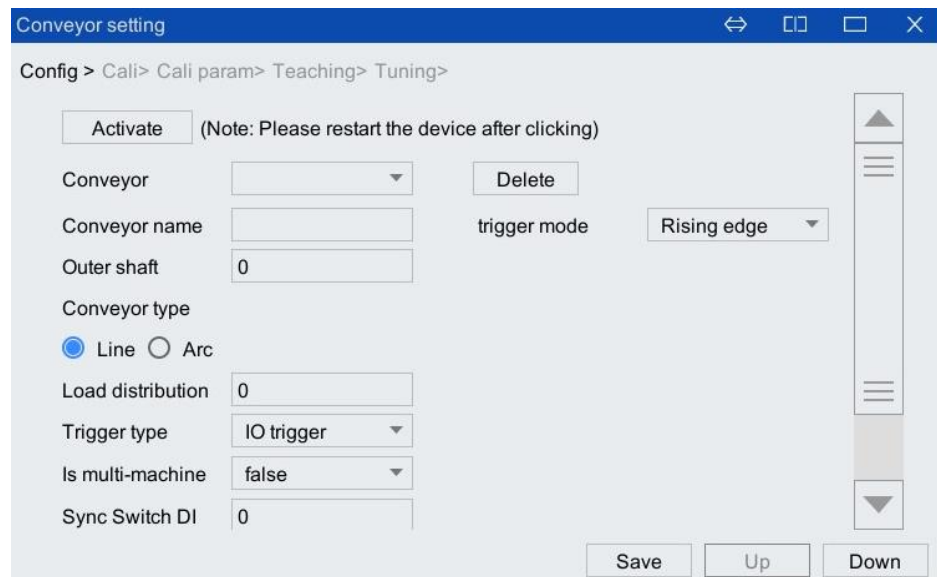 Conveyor setting
Config > Cali> Cali param> Teaching> Tuning>
Activate (Note: Please restart the device after clicking)
Conveyor Delete
Conveyor name trigger mode Rising edge
Outer shaft 0
Conveyor type
Line Arc
Load distribution 0
Trigger type IO trigger
Is multi-machine false
Sync Switch DI 0
Save Up Down